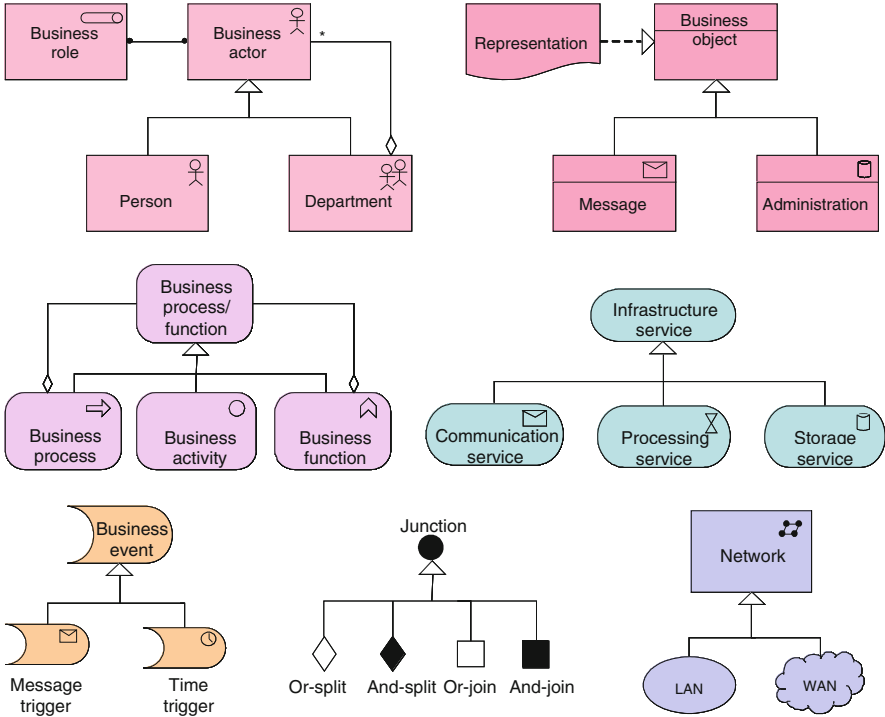 Business
role
Business
actor
*
Representation
Business
object
Person
Department
Message
Administration
Business
process/
function
Infrastructure
service
Business
process
Business
activity
Business
function
Communication
service
Processing
service
Storage
service
Business
event
Junction
Network
Message
trigger
Time
trigger
Or-split
And-split
Or-join
And-join
LAN
WAN